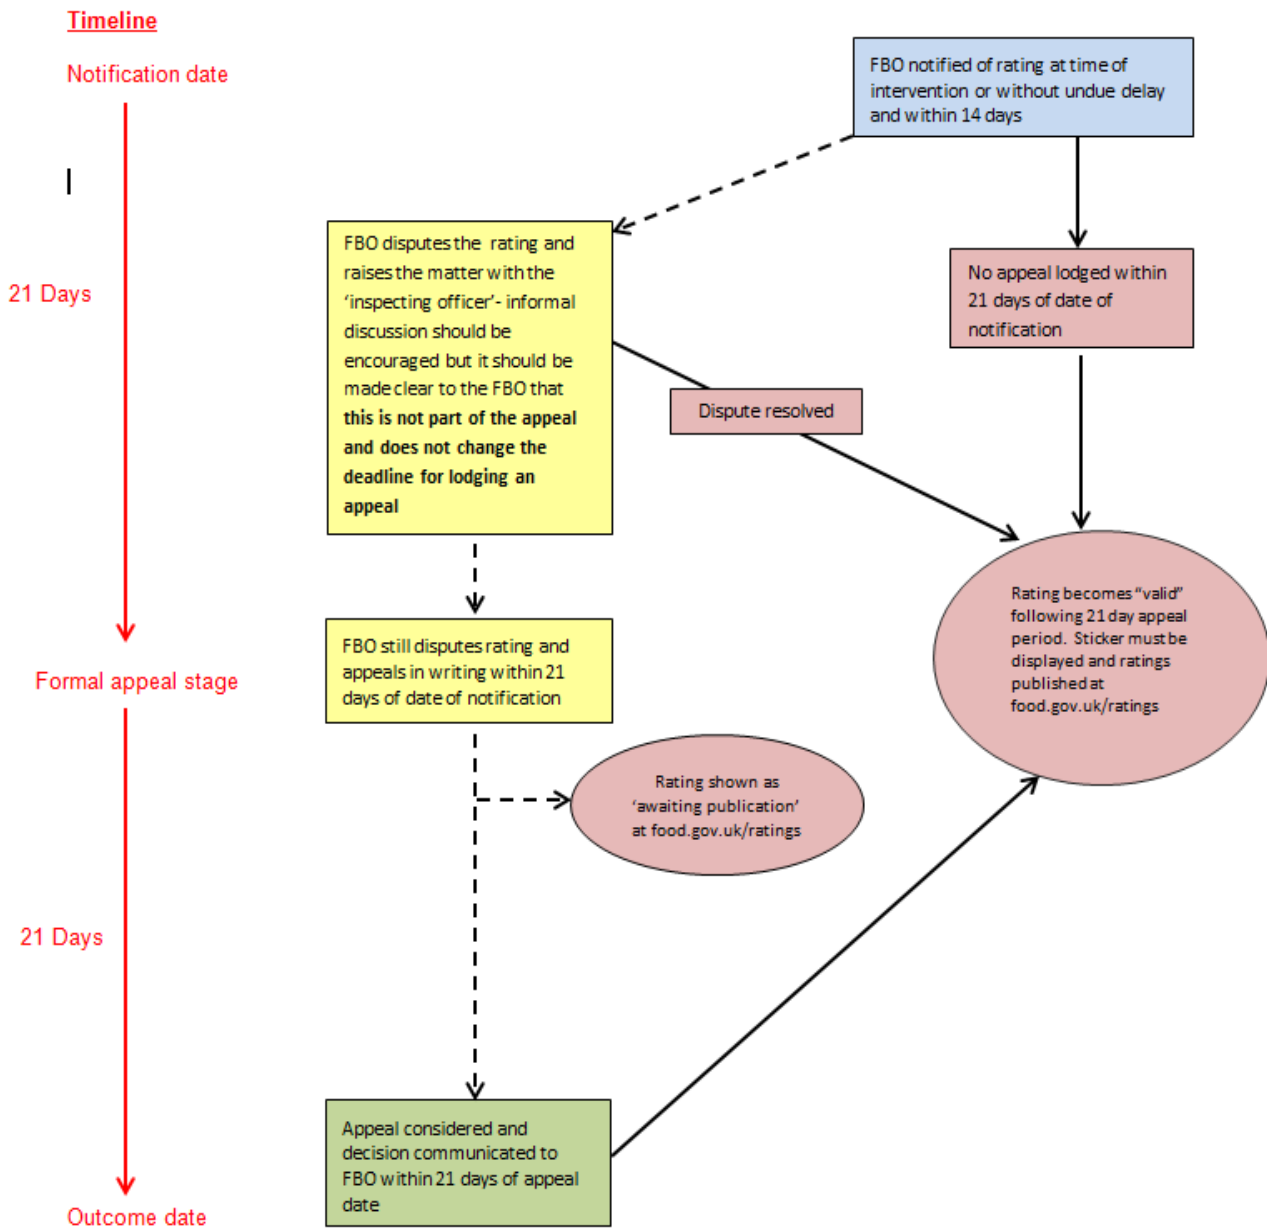 Timeline
Notification date
FBO notified of rating at time of
intervention or without undue delay
and within 14 days
21 Days
FBO disputes the rating and
raises the matter with the
‘inspecting officer’- informal
discussion should be
encouraged but it should be
made clear to the FBO that
this is not part of the appeal
and does not change the
deadline for lodging an
appeal
No appeal lodged within
21 days of date of
notification
Dispute resolved
Rating becomes “valid”
following 21 day appeal
period. Sticker must be
displayed and ratings
published at
food.gov.uk/ratings
Formal appeal stage
FBO still disputes rating and
appeals in writing within 21
days of date of notification
Rating shown as
‘awaiting publication’
at food.gov.uk/ratings
21 Days
Appeal considered and
decision communicated to
FBO within 21 days of appeal
date
Outcome date